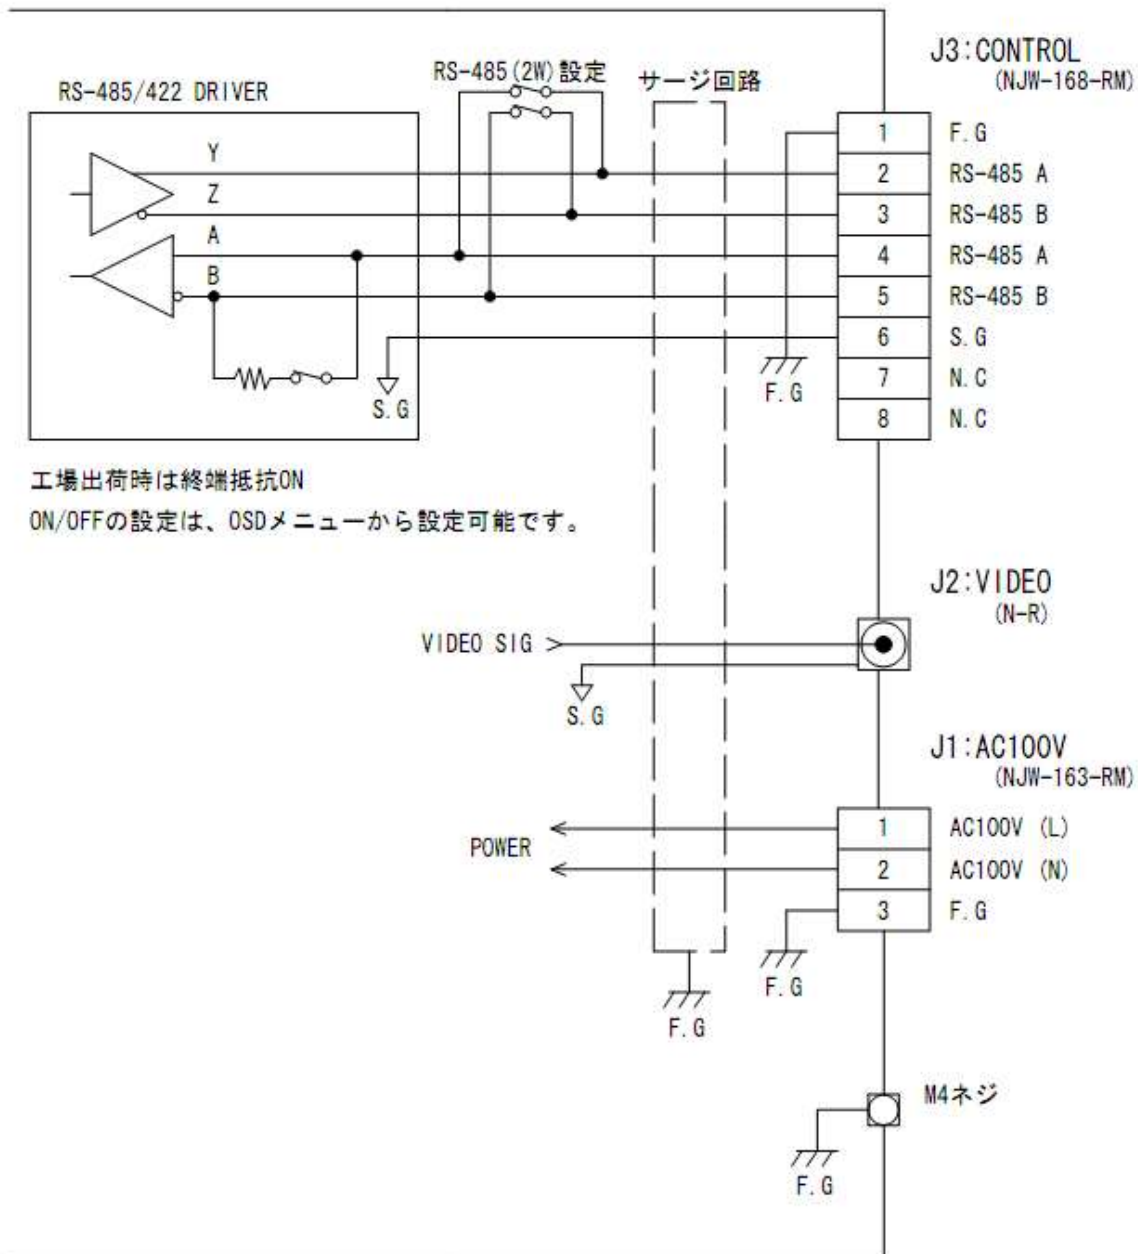 J3:CONTROL
(NJW-168-RM)
RS-485(2W)設定
サージ回路
RS-485/422 DRIVER
Y
Z
A
B
S.G
F.G
1 F.G
2 RS-485 A
3 RS-485 B
4 RS-485 A
5 RS-485 B
6 S.G
7 N.C
8 N.C
工場出荷時は終端抵抗ON
ON/OFFの設定は、OSDメニューから設定可能です。
J2:VIDEO
(N-R)
VIDEO SIG
S.G
J1:AC100V
(NJW-163-RM)
POWER
1 AC100V (L)
2 AC100V (N)
3 F.G
F.G
F.G
M4ネジ
F.G